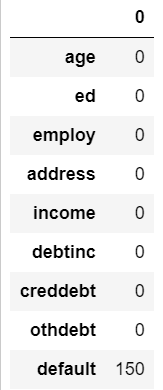 0
age 0
ed 0
employ 0
address 0
income 0
debtinc 0
creddebt 0
othdebt 0
default 150